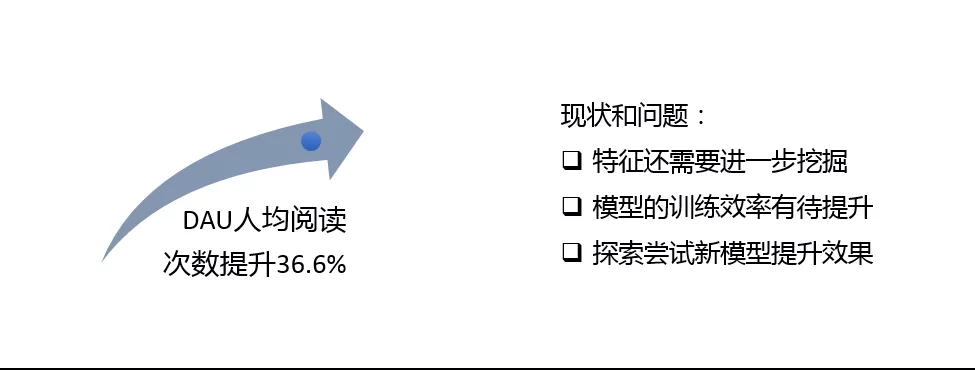 DAU人均阅读
次数提升36.6%
现状和问题：
特征还需要进一步挖掘
模型的训练效率有待提升
探索尝试新模型提升效果